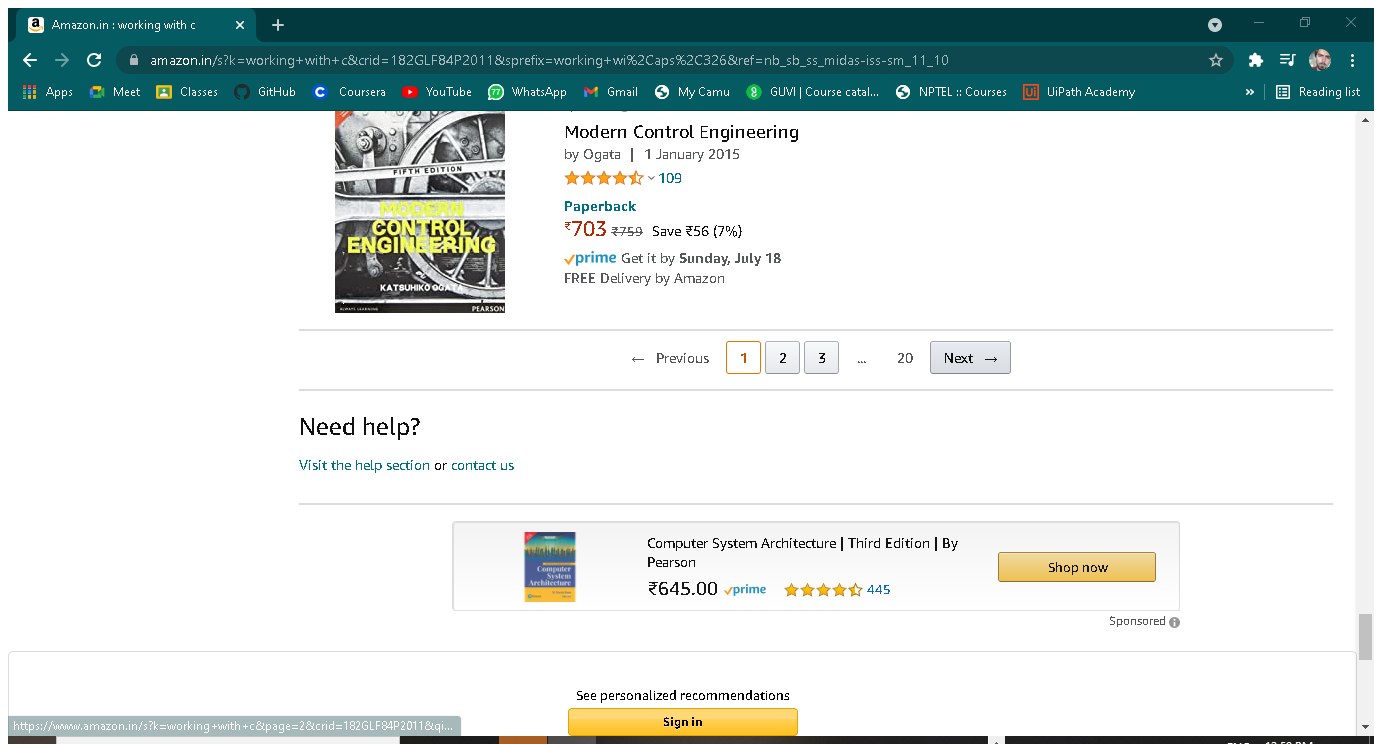 Amazon.in : working with c
amazon.in/s?k=working+with+c&crid=182GLF84P2011&sprefix=working+wi%2Caps%2C326&ref=nb_sb_ss_midas-iss-sm_11_10
Apps Meet Classes GitHub Coursera YouTube WhatsApp Gmail My Camu GUVI | Course catal... NPTEL :: Courses UiPath Academy » Reading list
Modern Control Engineering
by Ogata | 1 January 2015
109
Paperback
₹703 ₹759 Save ₹56 (7%)
prime Get it by Sunday, July 18
FREE Delivery by Amazon
FIFTH EDITION
MODERN
CONTROL
ENGINEERING
KATSUHIKO OGATA
ALWAYS LEARNING PEARSON
← Previous 1 2 3 ... 20 Next →
Need help?
Visit the help section or contact us
Computer
System
Architecture
Computer System Architecture | Third Edition | By
Pearson
₹645.00 prime 445
Shop now
Sponsored
See personalized recommendations
Sign in
https://www.amazon.in/s?k=working+with+c&page=2&crid=182GLF84P2011&qi...